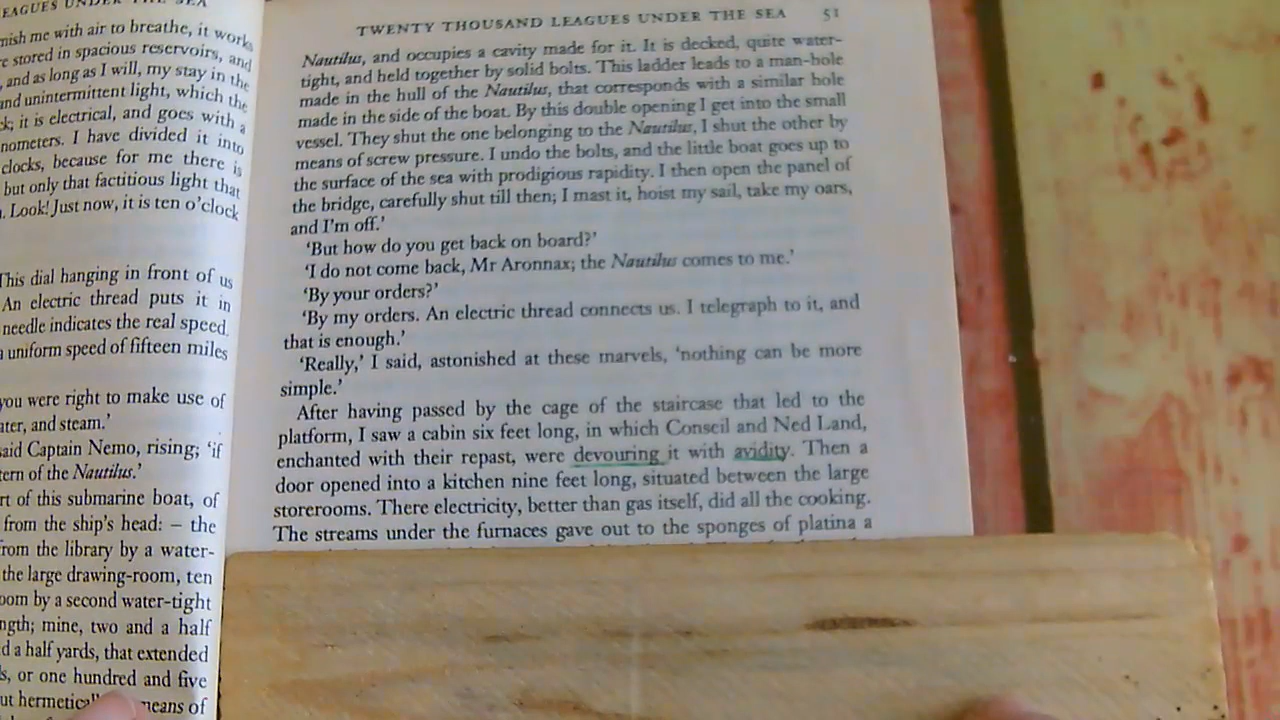 EAGUES UNDER THE SEA
nish me with air to breathe, it works
e stored in spacious reservoirs, and
, and as long as I will, my stay in the
and unintermittent light, which the
k; it is electrical, and goes with a
nometers. I have divided it into
clocks, because for me there is
but only that factitious light that
. Look! Just now, it is ten o'clock
This dial hanging in front of us
An electric thread puts it in
needle indicates the real speed.
a uniform speed of fifteen miles
you were right to make use of
ater, and steam.'
said Captain Nemo, rising; 'if
tern of the Nautilus.'
rt of this submarine boat, of
from the ship's head: – the
from the library by a water-
the large drawing-room, ten
oom by a second water-tight
ngth; mine, two and a half
d a half yards, that extended
s, or one hundred and five
ut means of
TWENTY THOUSAND LEAGUES UNDER THE SEA 51
Nautilus, and occupies a cavity made for it. It is decked, quite water-
tight, and held together by solid bolts. This ladder leads to a man-hole
made in the hull of the Nautilus, that corresponds with a similar hole
made in the side of the boat. By this double opening I get into the small
vessel. They shut the one belonging to the Nautilus, I shut the other by
means of screw pressure. I undo the bolts, and the little boat goes up to
the surface of the sea with prodigious rapidity. I then open the panel of
the bridge, carefully shut till then; I mast it, hoist my sail, take my oars,
and I'm off.'
'But how do you get back on board?'
'I do not come back, Mr Aronnax; the Nautilus comes to me.'
'By your orders?'
'By my orders. An electric thread connects us. I telegraph to it, and
that is enough.'
'Really,' I said, astonished at these marvels, 'nothing can be more
simple.'
After having passed by the cage of the staircase that led to the
platform, I saw a cabin six feet long, in which Conseil and Ned Land,
enchanted with their repast, were devouring it with avidity. Then a
door opened into a kitchen nine feet long, situated between the large
storerooms. There electricity, better than gas itself, did all the cooking.
The streams under the furnaces gave out to the sponges of platina a